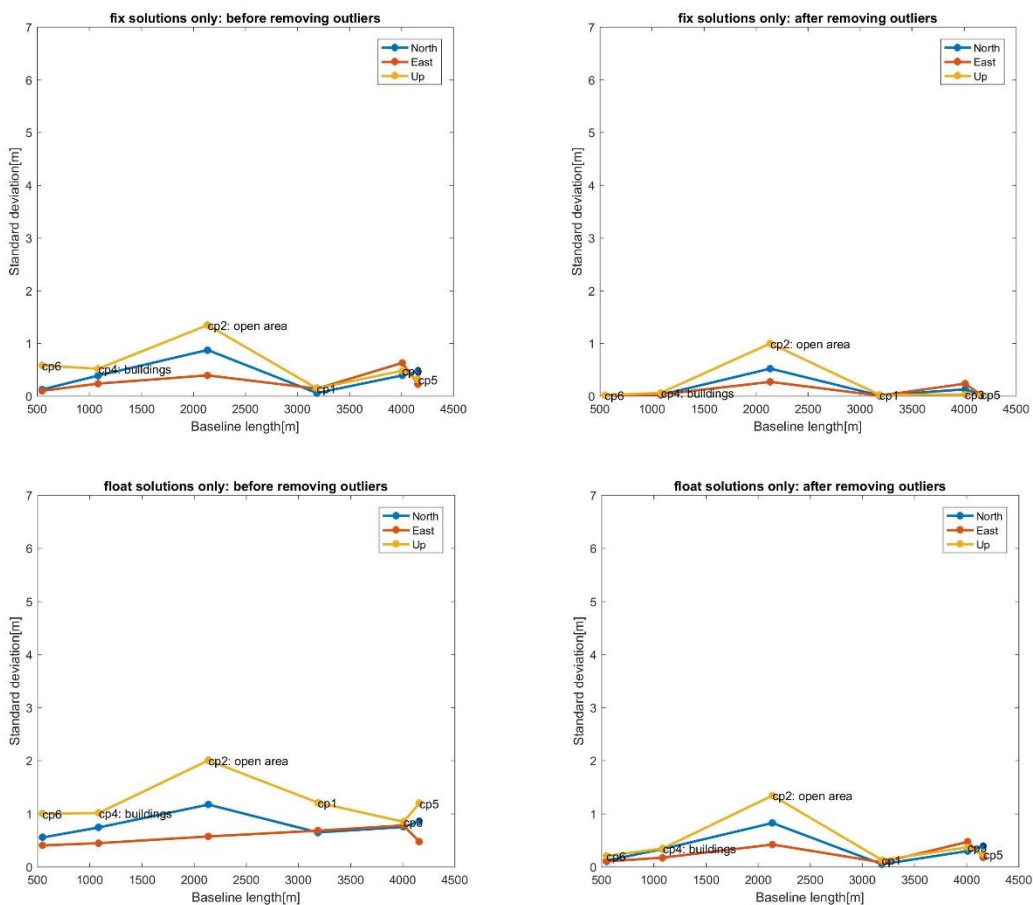 fix solutions only: before removing outliers
7
6
5
4
3
2
1
0
Standard deviation[m]
North
East
Up
cp6
cp4: buildings
cp2: open area
cp1
cp3
cp5
500 1000 1500 2000 2500 3000 3500 4000 4500
Baseline length[m]
fix solutions only: after removing outliers
7
6
5
4
3
2
1
0
Standard deviation[m]
North
East
Up
cp6
cp4: buildings
cp2: open area
cp1
cp3
cp5
500 1000 1500 2000 2500 3000 3500 4000 4500
Baseline length[m]
float solutions only: before removing outliers
7
6
5
4
3
2
1
0
Standard deviation[m]
North
East
Up
cp6
cp4: buildings
cp2: open area
cp1
cp3
cp5
500 1000 1500 2000 2500 3000 3500 4000 4500
Baseline length[m]
float solutions only: after removing outliers
7
6
5
4
3
2
1
0
Standard deviation[m]
North
East
Up
cp6
cp4: buildings
cp2: open area
cp1
cp3
cp5
500 1000 1500 2000 2500 3000 3500 4000 4500
Baseline length[m]